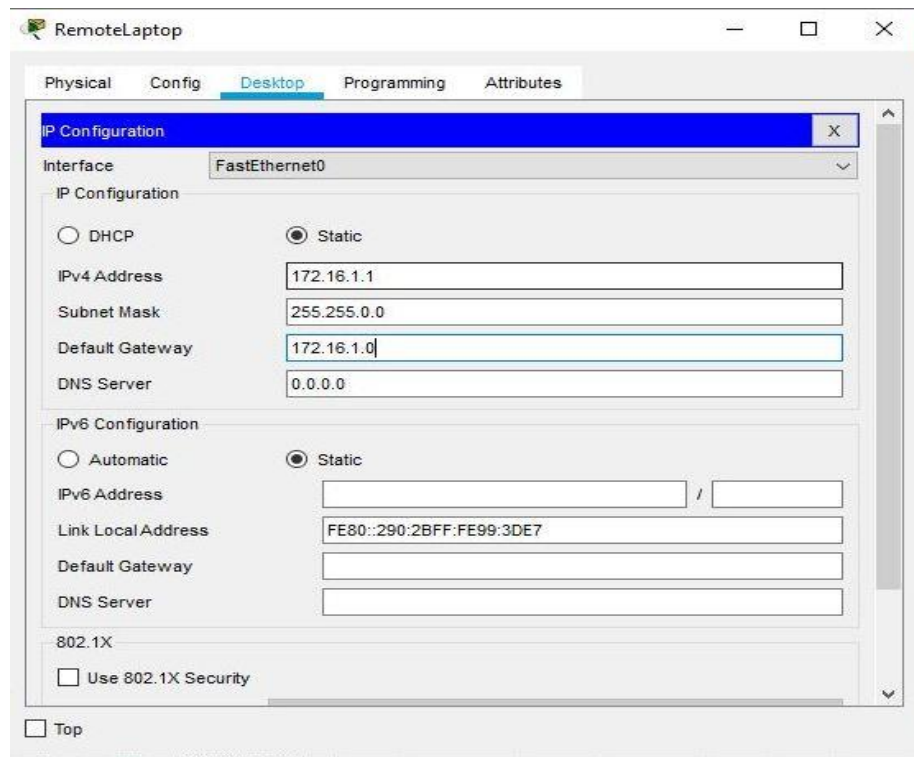 RemoteLaptop
Physical Config Desktop Programming Attributes
IP Configuration X
Interface FastEthernet0
IP Configuration
DHCP Static
IPv4 Address 172.16.1.1
Subnet Mask 255.255.0.0
Default Gateway 172.16.1.0
DNS Server 0.0.0.0
IPv6 Configuration
Automatic Static
IPv6 Address /
Link Local Address FE80::290:2BFF:FE99:3DE7
Default Gateway
DNS Server
802.1X
Use 802.1X Security
Top